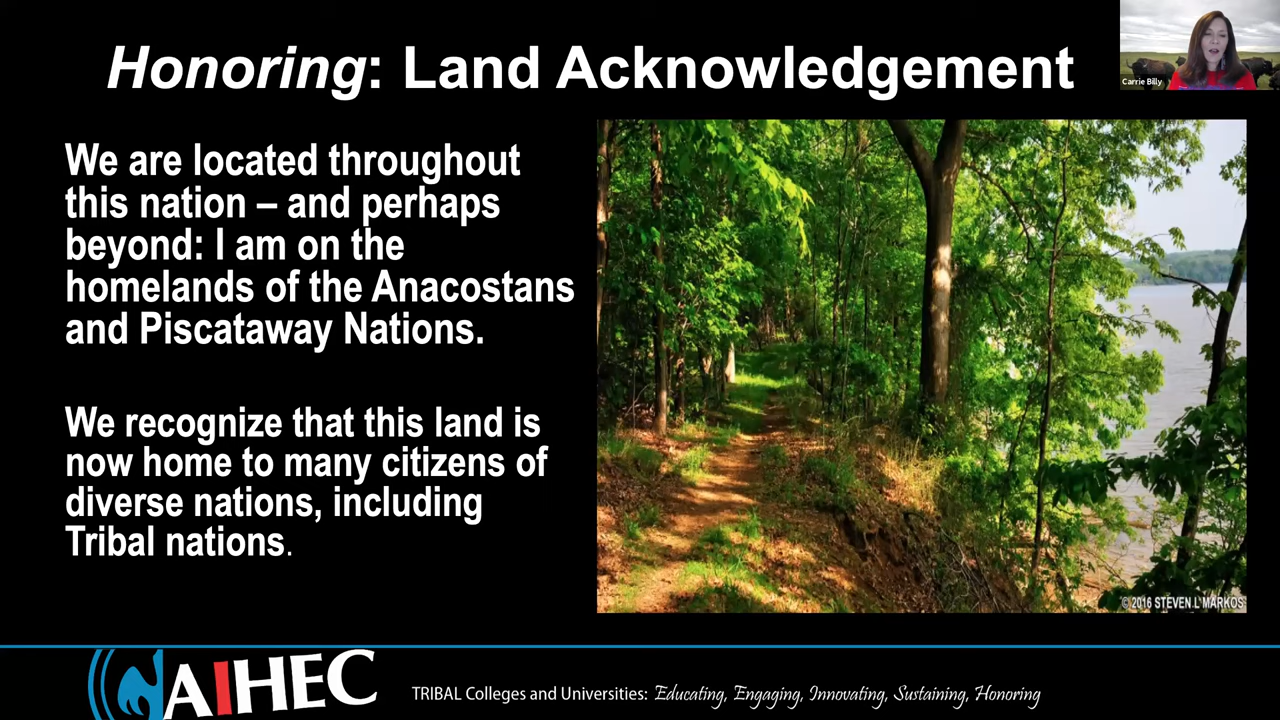 Honoring: Land Acknowledgement
Carrie Billy
We are located throughout
this nation – and perhaps
beyond: I am on the
homelands of the Anacostans
and Piscataway Nations.
We recognize that this land is
now home to many citizens of
diverse nations, including
Tribal nations.
© 2016 STEVEN L MARKOS
AIHEC
TRIBAL Colleges and Universities: Educating, Engaging, Innovating, Sustaining, Honoring